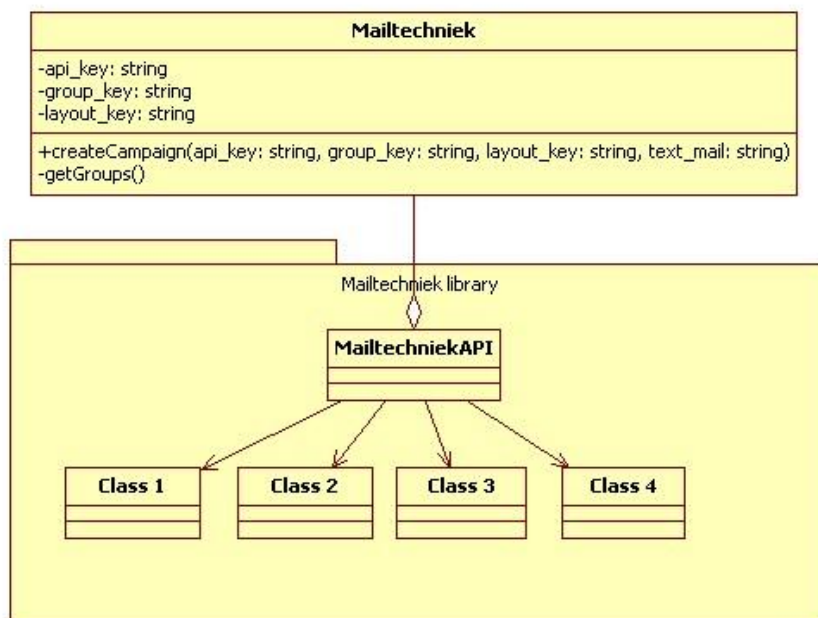 Mailtechniek
-api_key: string
-group_key: string
-layout_key: string
+createCampaign(api_key: string, group_key: string, layout_key: string, text_mail: string)
-getGroups()
Mailtechniek library
MailtechniekAPI
Class 1
Class 2
Class 3
Class 4